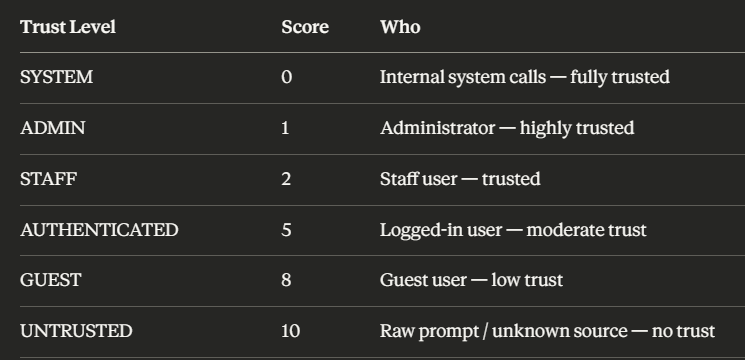 Trust Level Score Who
SYSTEM 0 Internal system calls — fully trusted
ADMIN 1 Administrator — highly trusted
STAFF 2 Staff user — trusted
AUTHENTICATED 5 Logged-in user — moderate trust
GUEST 8 Guest user — low trust
UNTRUSTED 10 Raw prompt / unknown source — no trust